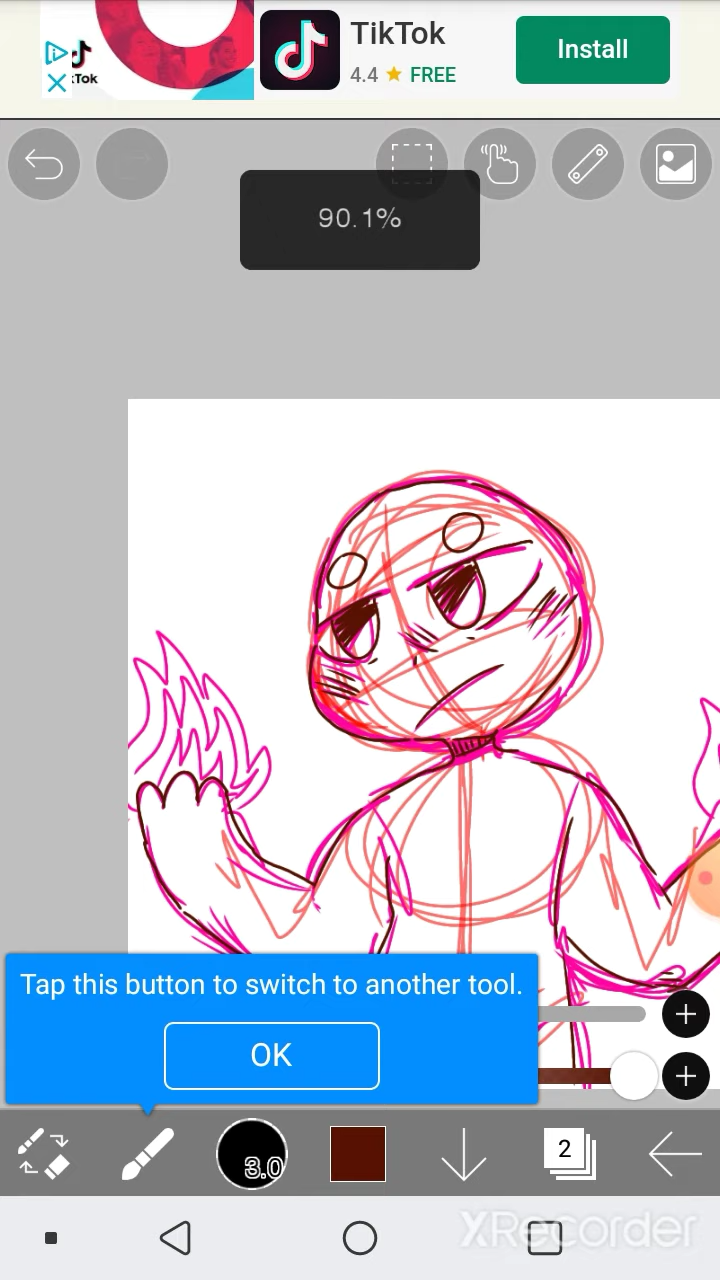 TikTok
4.4 ★ FREE
Install
kTok
90.1%
Tap this button to switch to another tool.
OK
3.0
2
XRecorder